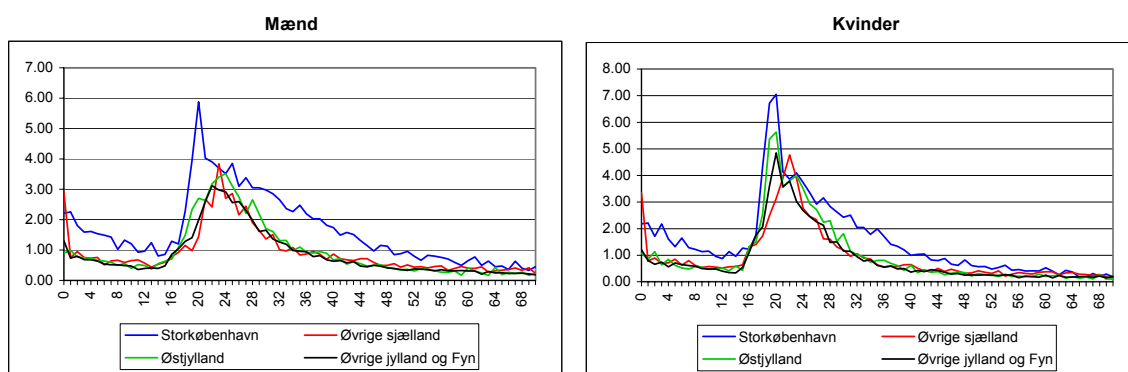 Mænd
7.00
6.00
5.00
4.00
3.00
2.00
1.00
0.00
0 4 8 12 16 20 24 28 32 36 40 44 48 52 56 60 64 68
Storkøbenhavn Øvrige sjælland
Østjylland Øvrige jylland og Fyn
Kvinder
8.00
7.00
6.00
5.00
4.00
3.00
2.00
1.00
0.00
0 4 8 12 16 20 24 28 32 36 40 44 48 52 56 60 64 68
Storkøbenhavn Øvrige sjælland
Østjylland Øvrige jylland og Fyn